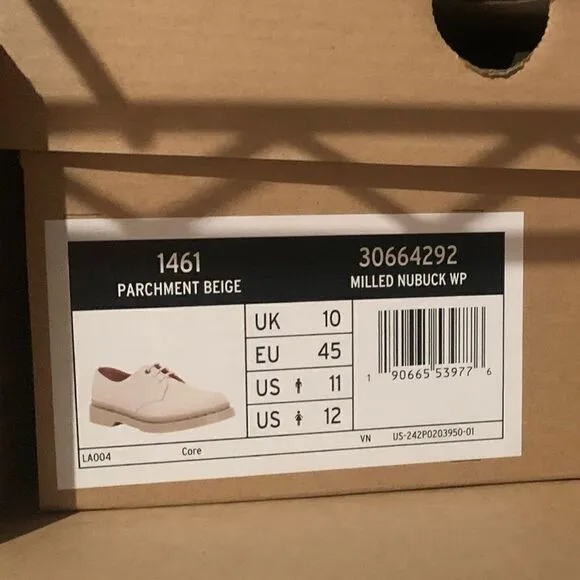 1461 30664292
PARCHMENT BEIGE MILLED NUBUCK WP
UK 10
EU 45
US 11
US 12
1 90665 53977 6
LA004 Core VN US-242P0203950-01